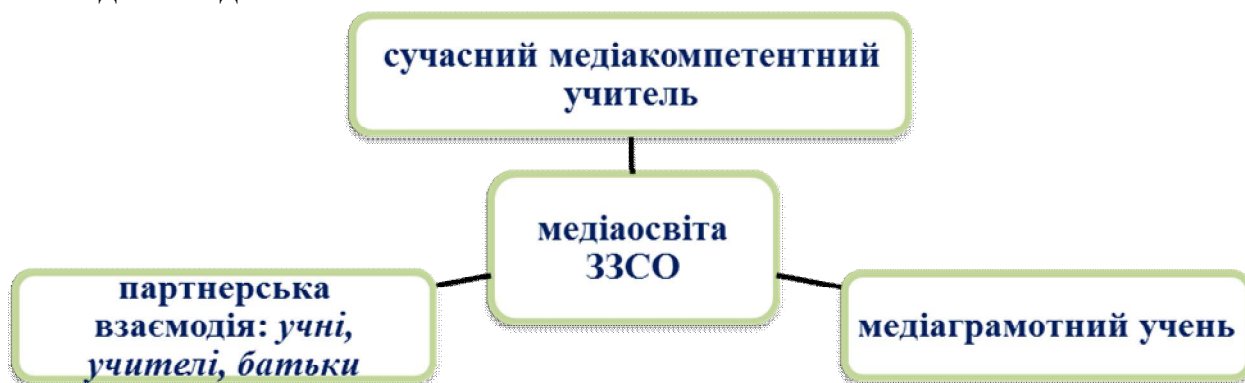 сучасний медіакомпетентний
учитель
медіаосвіта
ЗЗСО
партнерська
взаємодія: учні,
учителі, батьки
медіаграмотний учень